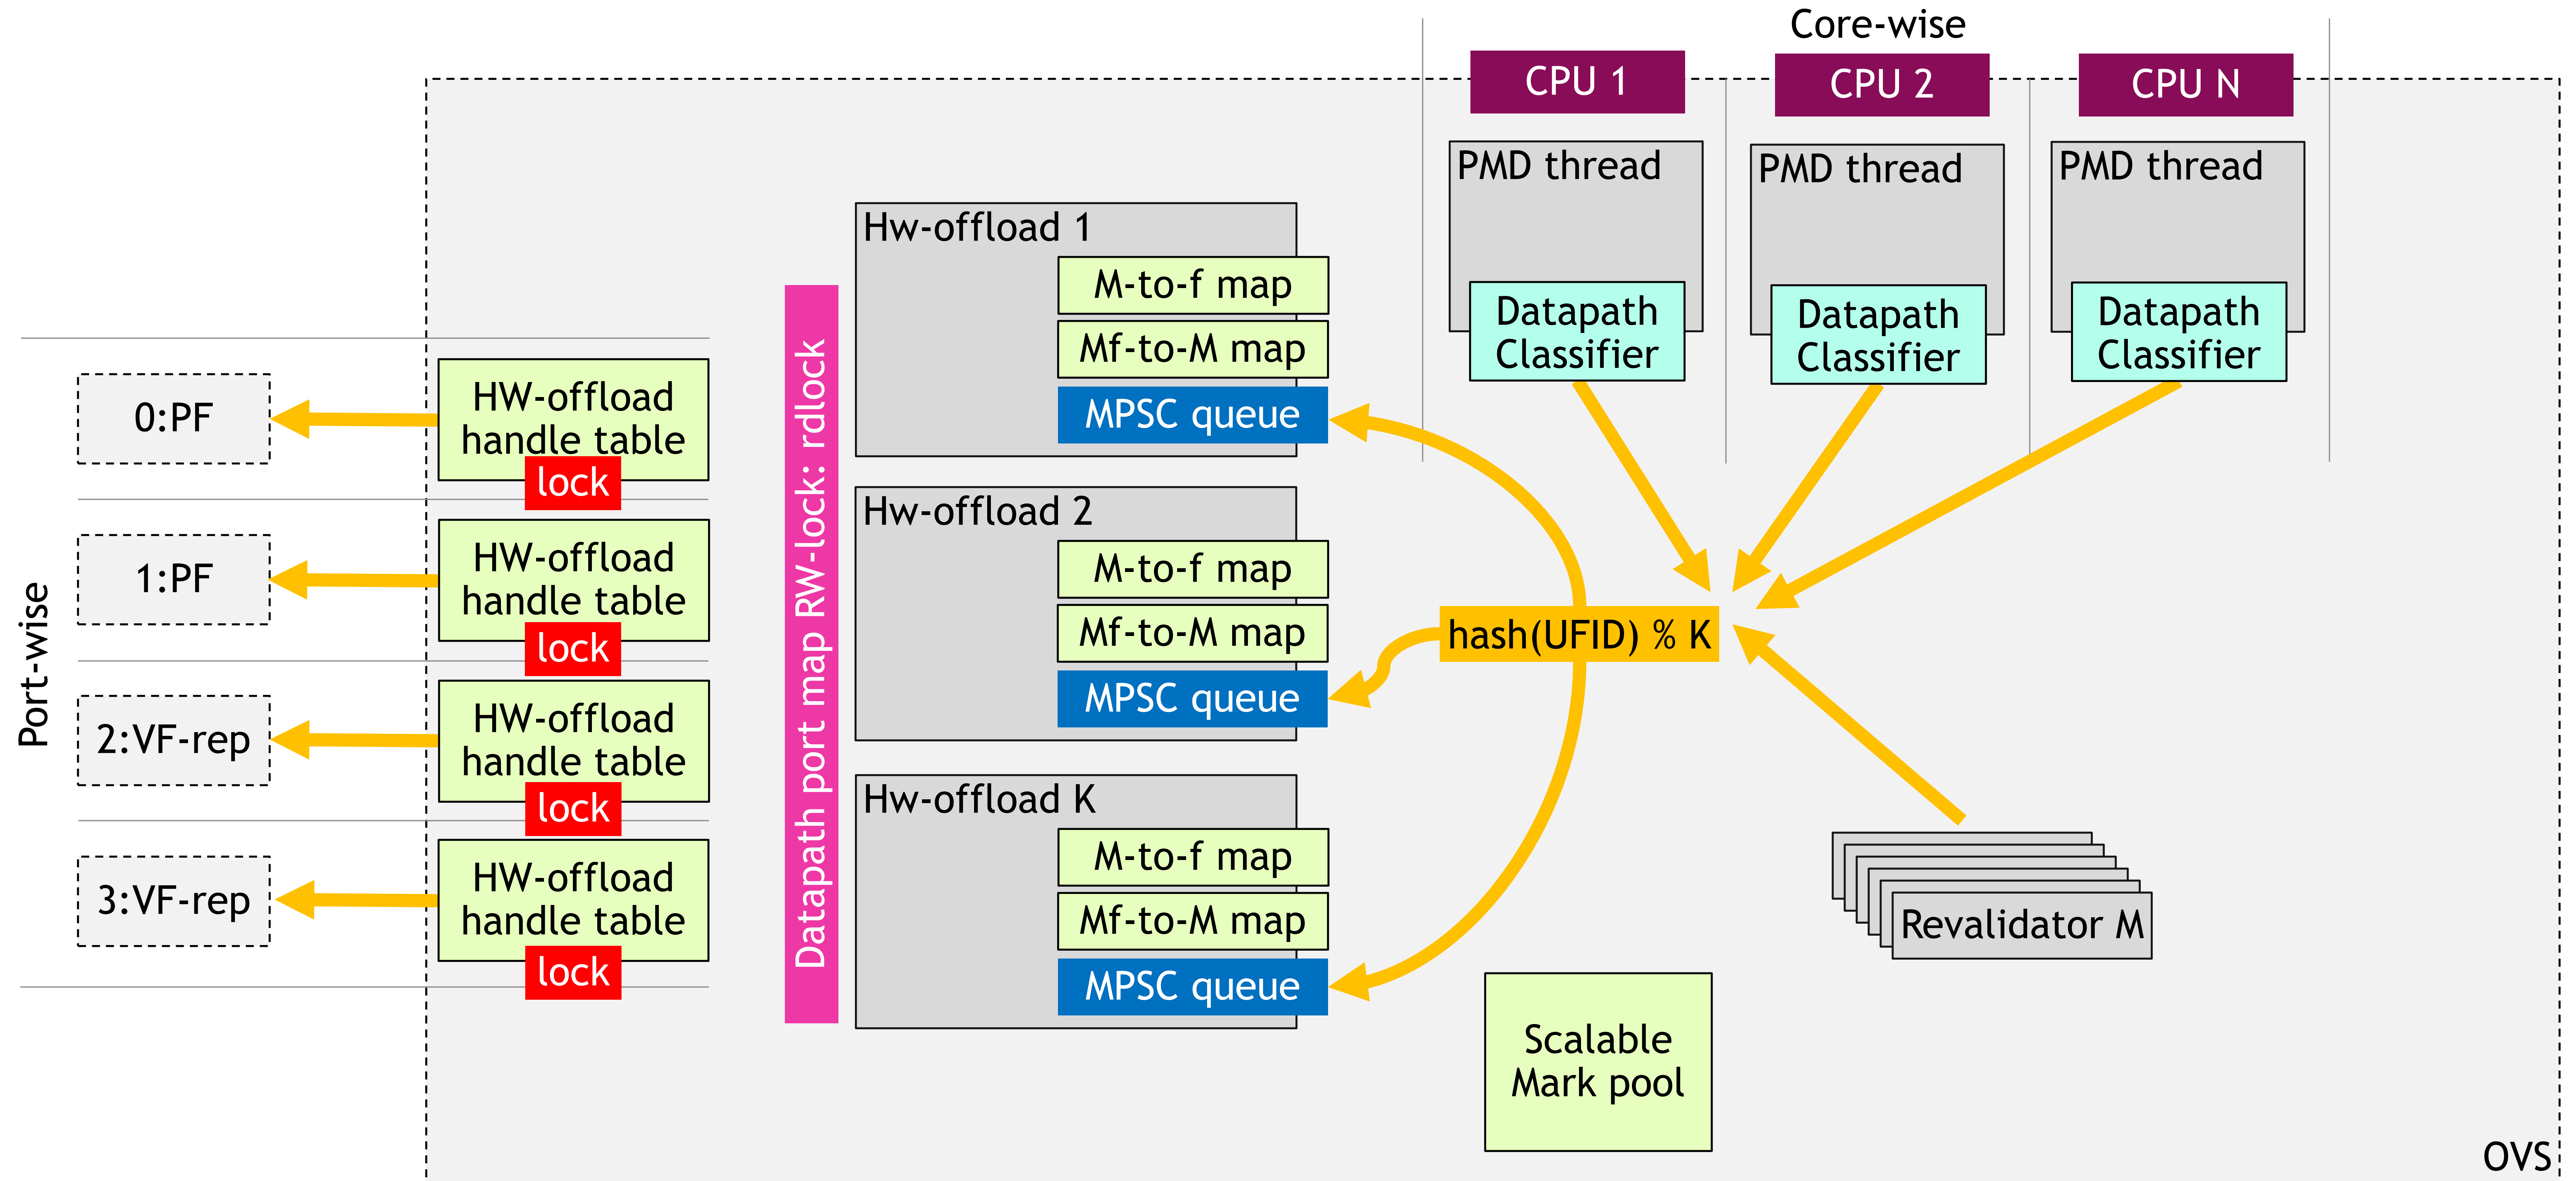 Core-wise
CPU 1
CPU 2
CPU N
PMD thread
Datapath
Classifier
PMD thread
Datapath
Classifier
PMD thread
Datapath
Classifier
Port-wise
0:PF
HW-offload
handle table
lock
1:PF
HW-offload
handle table
lock
2:VF-rep
HW-offload
handle table
lock
3:VF-rep
HW-offload
handle table
lock
Datapath port map RW-lock: rdlock
Hw-offload 1
M-to-f map
Mf-to-M map
MPSC queue
Hw-offload 2
M-to-f map
Mf-to-M map
MPSC queue
Hw-offload K
M-to-f map
Mf-to-M map
MPSC queue
hash(UFID) % K
Revalidator M
Scalable
Mark pool
OVS